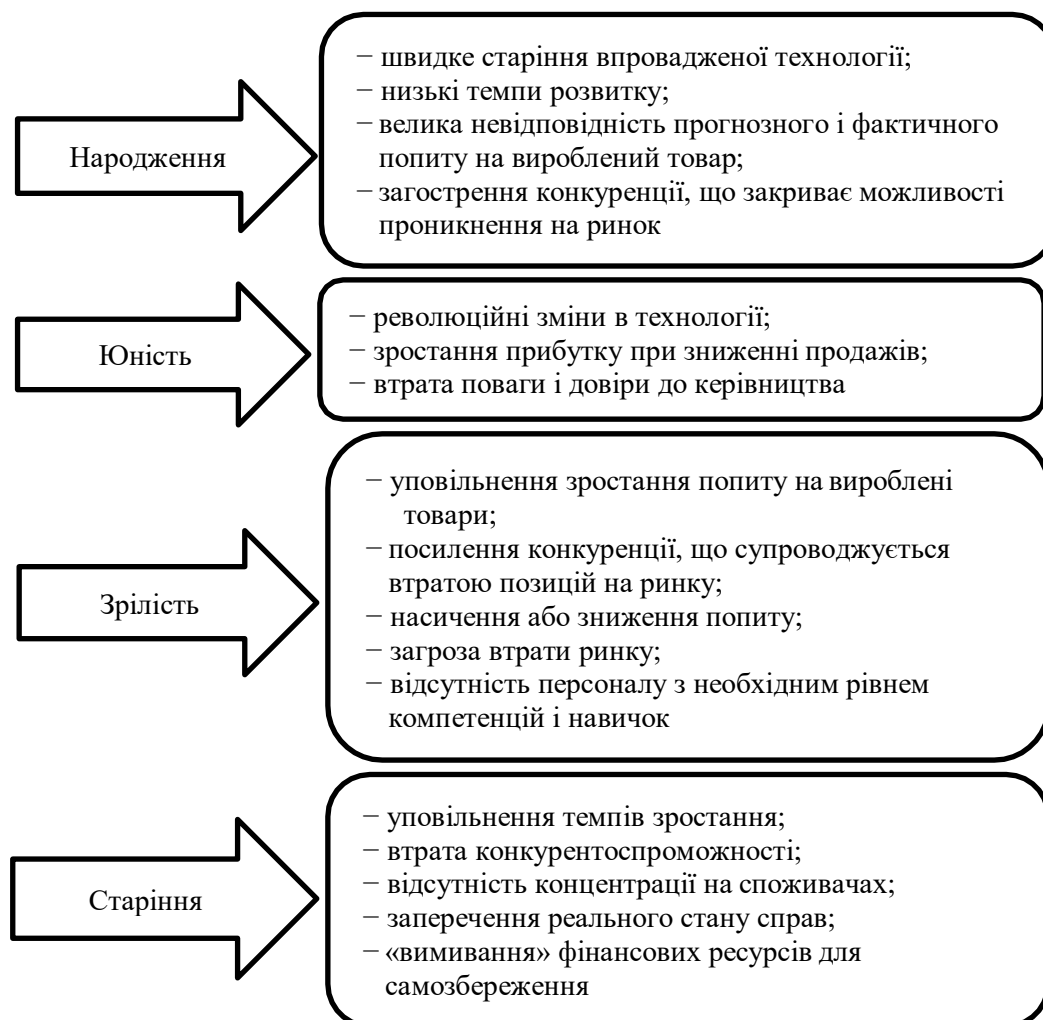 Народження
− швидке старіння впровадженої технології;
− низькі темпи розвитку;
− велика невідповідність прогнозного і фактичного
попиту на вироблений товар;
− загострення конкуренції, що закриває можливості
проникнення на ринок
Юність
− революційні зміни в технології;
− зростання прибутку при зниженні продажів;
− втрата поваги і довіри до керівництва
Зрілість
− уповільнення зростання попиту на вироблені
товари;
− посилення конкуренції, що супроводжується
втратою позицій на ринку;
− насичення або зниження попиту;
− загроза втрати ринку;
− відсутність персоналу з необхідним рівнем
компетенцій і навичок
Старіння
− уповільнення темпів зростання;
− втрата конкурентоспроможності;
− відсутність концентрації на споживачах;
− заперечення реального стану справ;
− «вимивання» фінансових ресурсів для
самозбереження